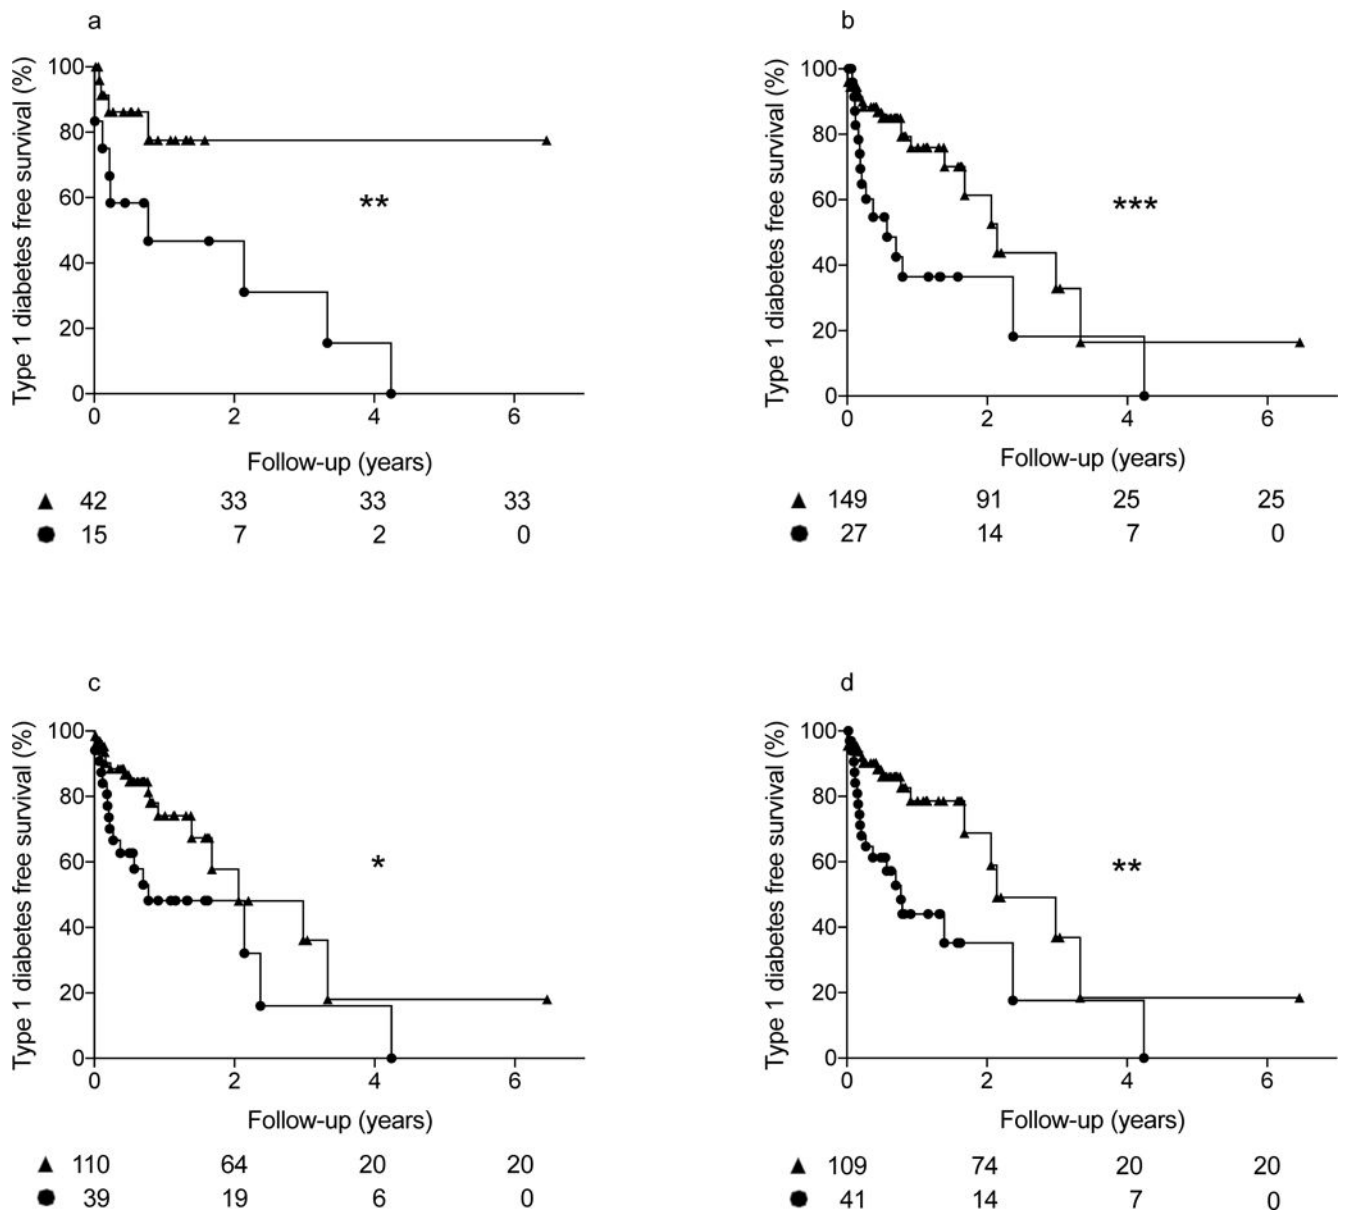 a
Type 1 diabetes free survival (%)
100
80
60
40
20
0
**
0 2 4 6
Follow-up (years)
▲ 42 33 33 33
● 15 7 2 0
b
Type 1 diabetes free survival (%)
100
80
60
40
20
0
***
0 2 4 6
Follow-up (years)
▲ 149 91 25 25
● 27 14 7 0
c
Type 1 diabetes free survival (%)
100
80
60
40
20
0
*
0 2 4 6
Follow-up (years)
▲ 110 64 20 20
● 39 19 6 0
d
Type 1 diabetes free survival (%)
100
80
60
40
20
0
**
0 2 4 6
Follow-up (years)
▲ 109 74 20 20
● 41 14 7 0